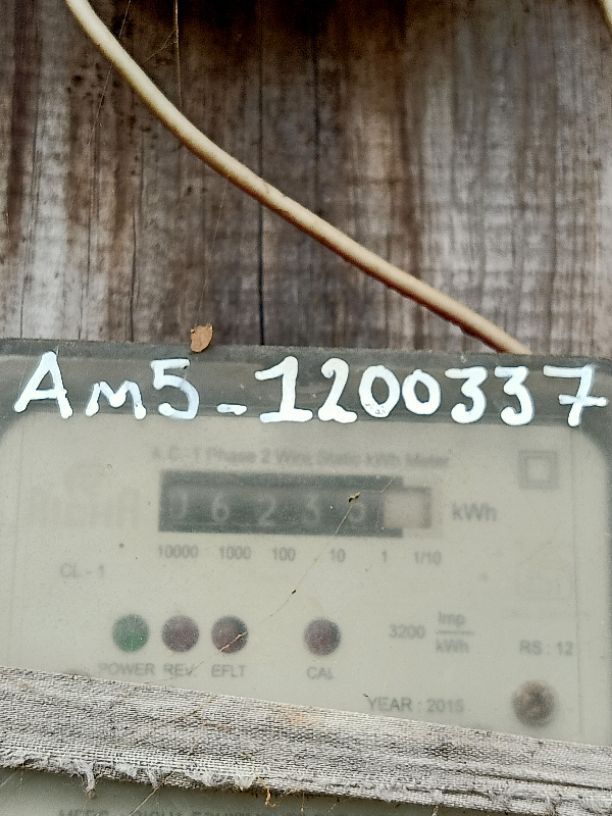 Am5-1200337
A.C-1 Phase 2 Wire Static kWh Meter
kWh
10000 1000 100 10 1 1/10
CL-1
3200 Imp/kWh
RS : 12
POWER REV. EFLT CAL
YEAR : 2015